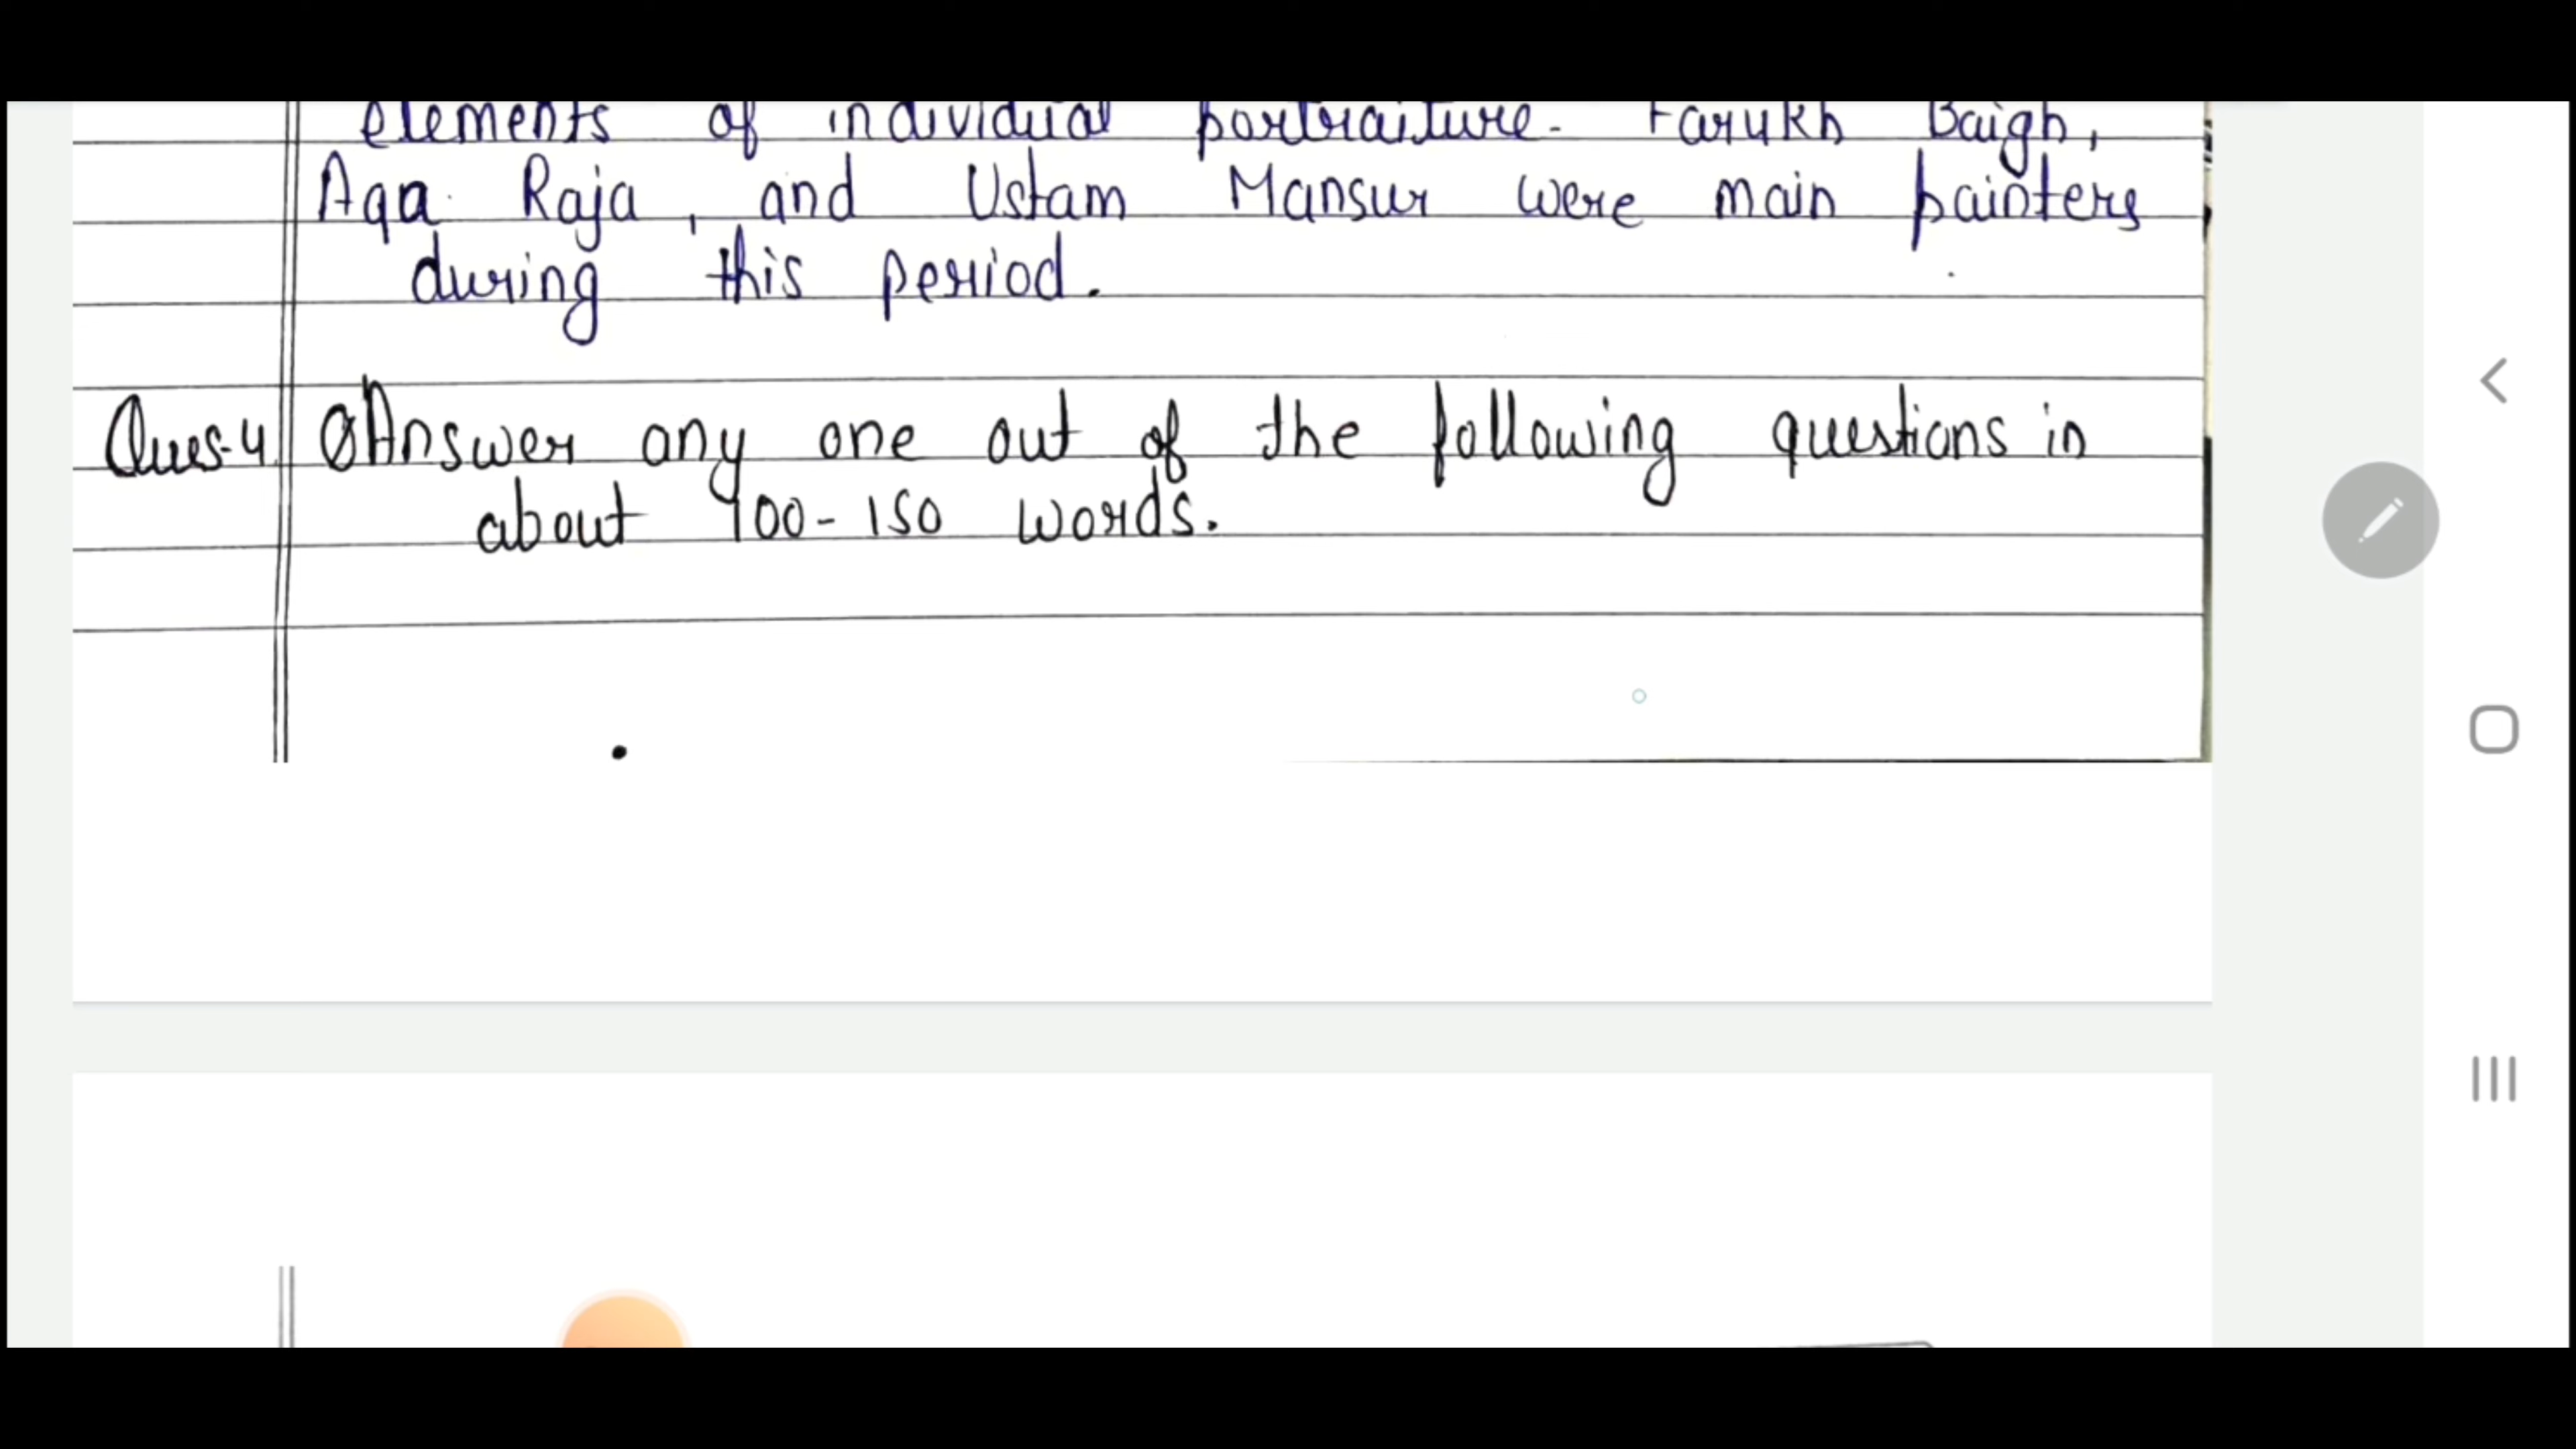 elements of individual portraiture. Farukh Baigh,
Aqa Raja, and Ustam Mansur were main painters
during this period.
Ques-4 Answer any one out of the following questions in
about 100-150 words.